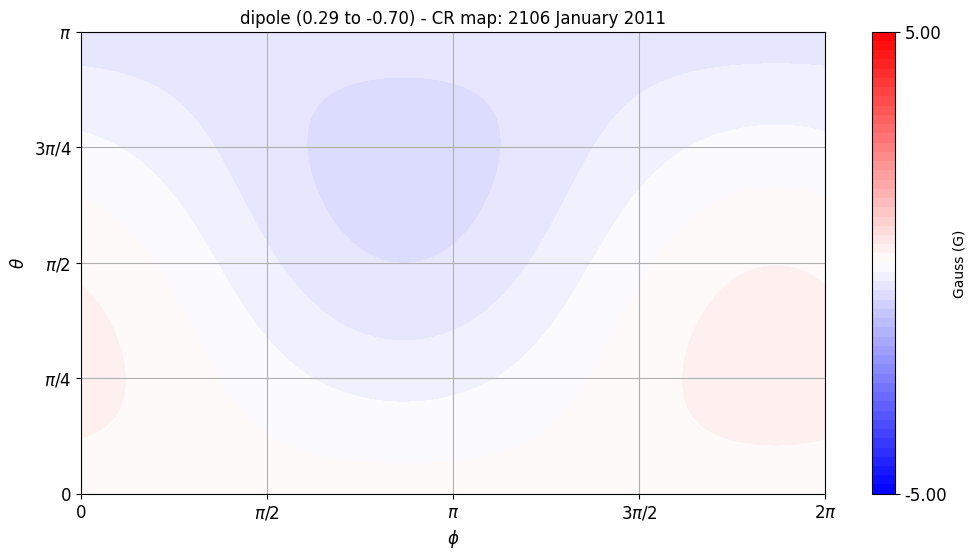 dipole (0.29 to -0.70) - CR map: 2106 January 2011
π
3π/4
π/2
π/4
0
θ
0
π/2
π
3π/2
2π
ϕ
5.00
-5.00
Gauss (G)